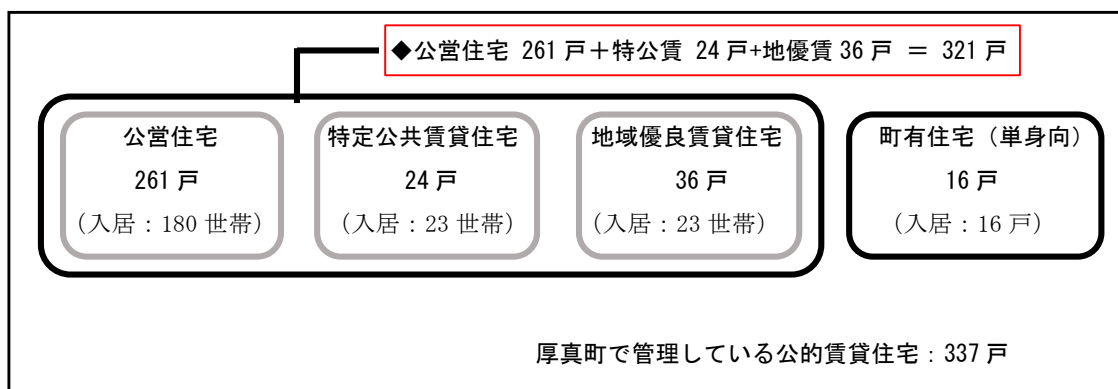 ◆公営住宅 261 戸＋特公賃 24 戸+地優賃 36 戸 ＝ 321 戸
公営住宅
261 戸
（入居：180 世帯）
特定公共賃貸住宅
24 戸
（入居：23 世帯）
地域優良賃貸住宅
36 戸
（入居：23 世帯）
町有住宅（単身向）
16 戸
（入居：16 戸）
厚真町で管理している公的賃貸住宅：337 戸